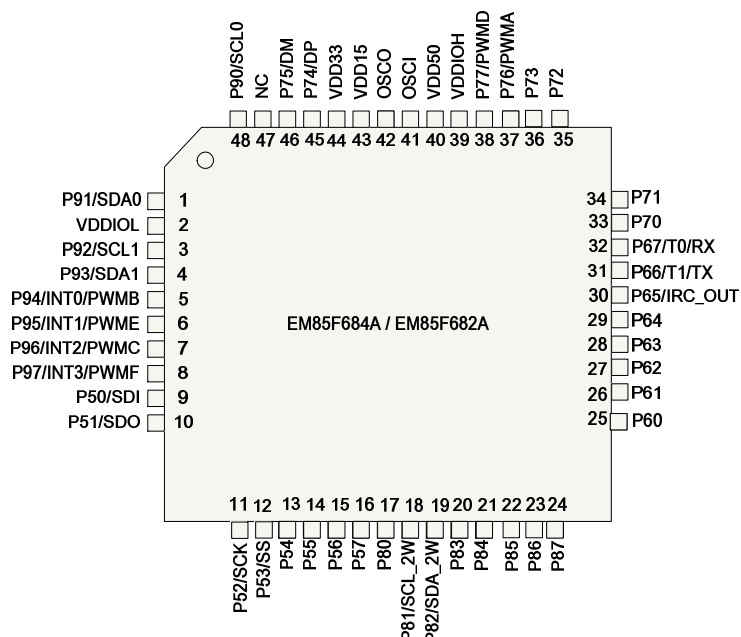 P90/SCL0
NC
P75/DM
P74/DP
VDD33
VDD15
OSCO
OSCI
VDD50
VDDIOH
P77/PWMD
P76/PWMA
P73
P72
48 47 46 45 44 43 42 41 40 39 38 37 36 35
P91/SDA0 1
VDDIOL 2
P92/SCL1 3
P93/SDA1 4
P94/INT0/PWMB 5
P95/INT1/PWME 6
P96/INT2/PWMC 7
P97/INT3/PWMF 8
P50/SDI 9
P51/SDO 10
EM85F684A / EM85F682A
34 P71
33 P70
32 P67/T0/RX
31 P66/T1/TX
30 P65/IRC_OUT
29 P64
28 P63
27 P62
26 P61
25 P60
11 12 13 14 15 16 17 18 19 20 21 22 23 24
P52/SCK
P53/SS
P54
P55
P56
P57
P80
P81/SCL_2W
P82/SDA_2W
P83
P84
P85
P86
P87